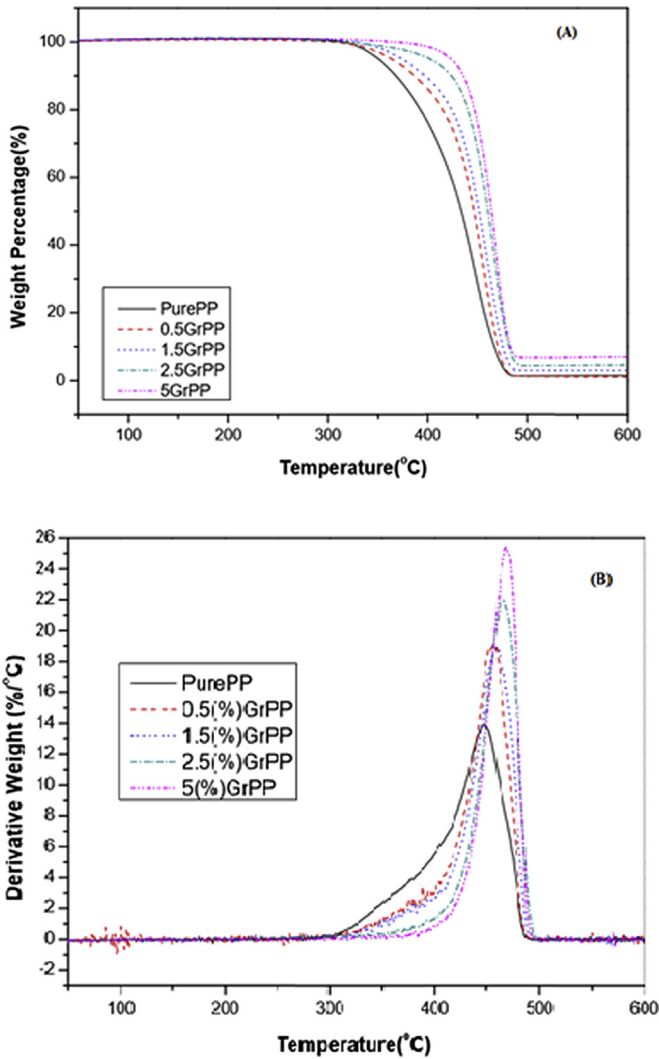 (A)
100
80
60
40
20
0
Weight Percentage(%)
PurePP
0.5GrPP
1.5GrPP
2.5GrPP
5GrPP
100 200 300 400 500 600
Temperature(°C)
(B)
26
24
22
20
18
16
14
12
10
8
6
4
2
0
-2
Derivative Weight (%/°C)
PurePP
0.5(%)GrPP
1.5(%)GrPP
2.5(%)GrPP
5(%)GrPP
100 200 300 400 500 600
Temperature(°C)